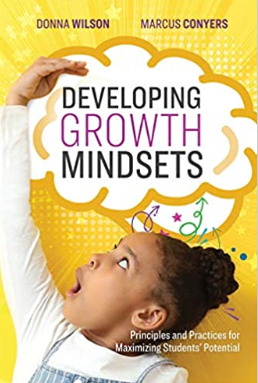 DONNA WILSON MARCUS CONYERS
DEVELOPING
GROWTH
MINDSETS
Principles and Practices for
Maximizing Students' Potential